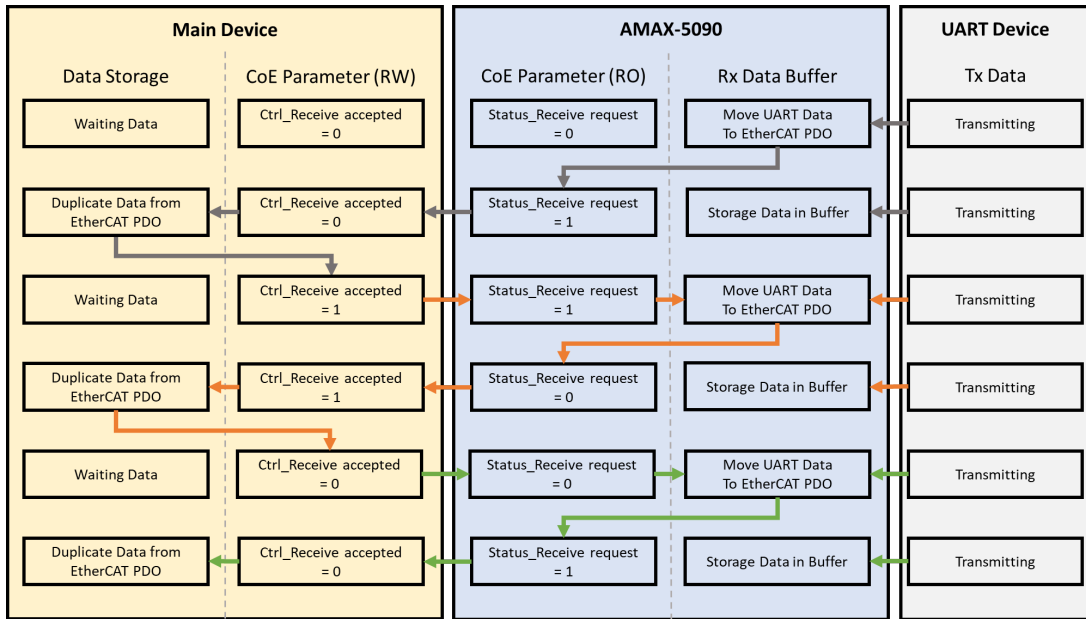 Main Device
AMAX-5090
UART Device
Data Storage
CoE Parameter (RW)
CoE Parameter (RO)
Rx Data Buffer
Tx Data
Waiting Data
Ctrl_Receive accepted
= 0
Status_Receive request
= 0
Move UART Data
To EtherCAT PDO
Transmitting
Duplicate Data from
EtherCAT PDO
Ctrl_Receive accepted
= 0
Status_Receive request
= 1
Storage Data in Buffer
Transmitting
Waiting Data
Ctrl_Receive accepted
= 1
Status_Receive request
= 1
Move UART Data
To EtherCAT PDO
Transmitting
Duplicate Data from
EtherCAT PDO
Ctrl_Receive accepted
= 1
Status_Receive request
= 0
Storage Data in Buffer
Transmitting
Waiting Data
Ctrl_Receive accepted
= 0
Status_Receive request
= 0
Move UART Data
To EtherCAT PDO
Transmitting
Duplicate Data from
EtherCAT PDO
Ctrl_Receive accepted
= 0
Status_Receive request
= 1
Storage Data in Buffer
Transmitting